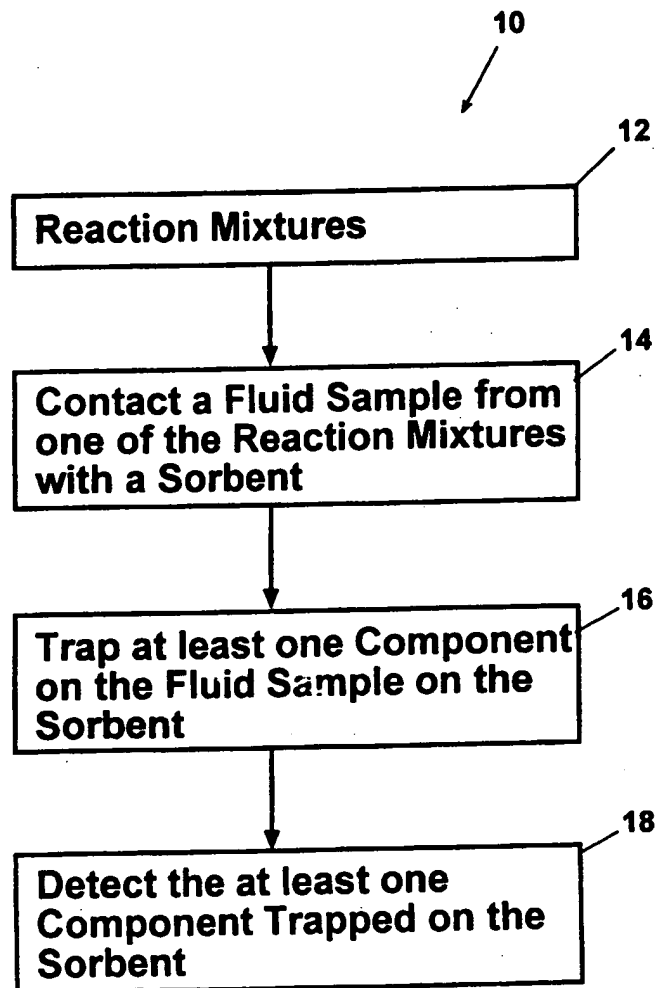 10
12
Reaction Mixtures
14
Contact a Fluid Sample from
one of the Reaction Mixtures
with a Sorbent
16
Trap at least one Component
on the Fluid Sample on the
Sorbent
18
Detect the at least one
Component Trapped on the
Sorbent